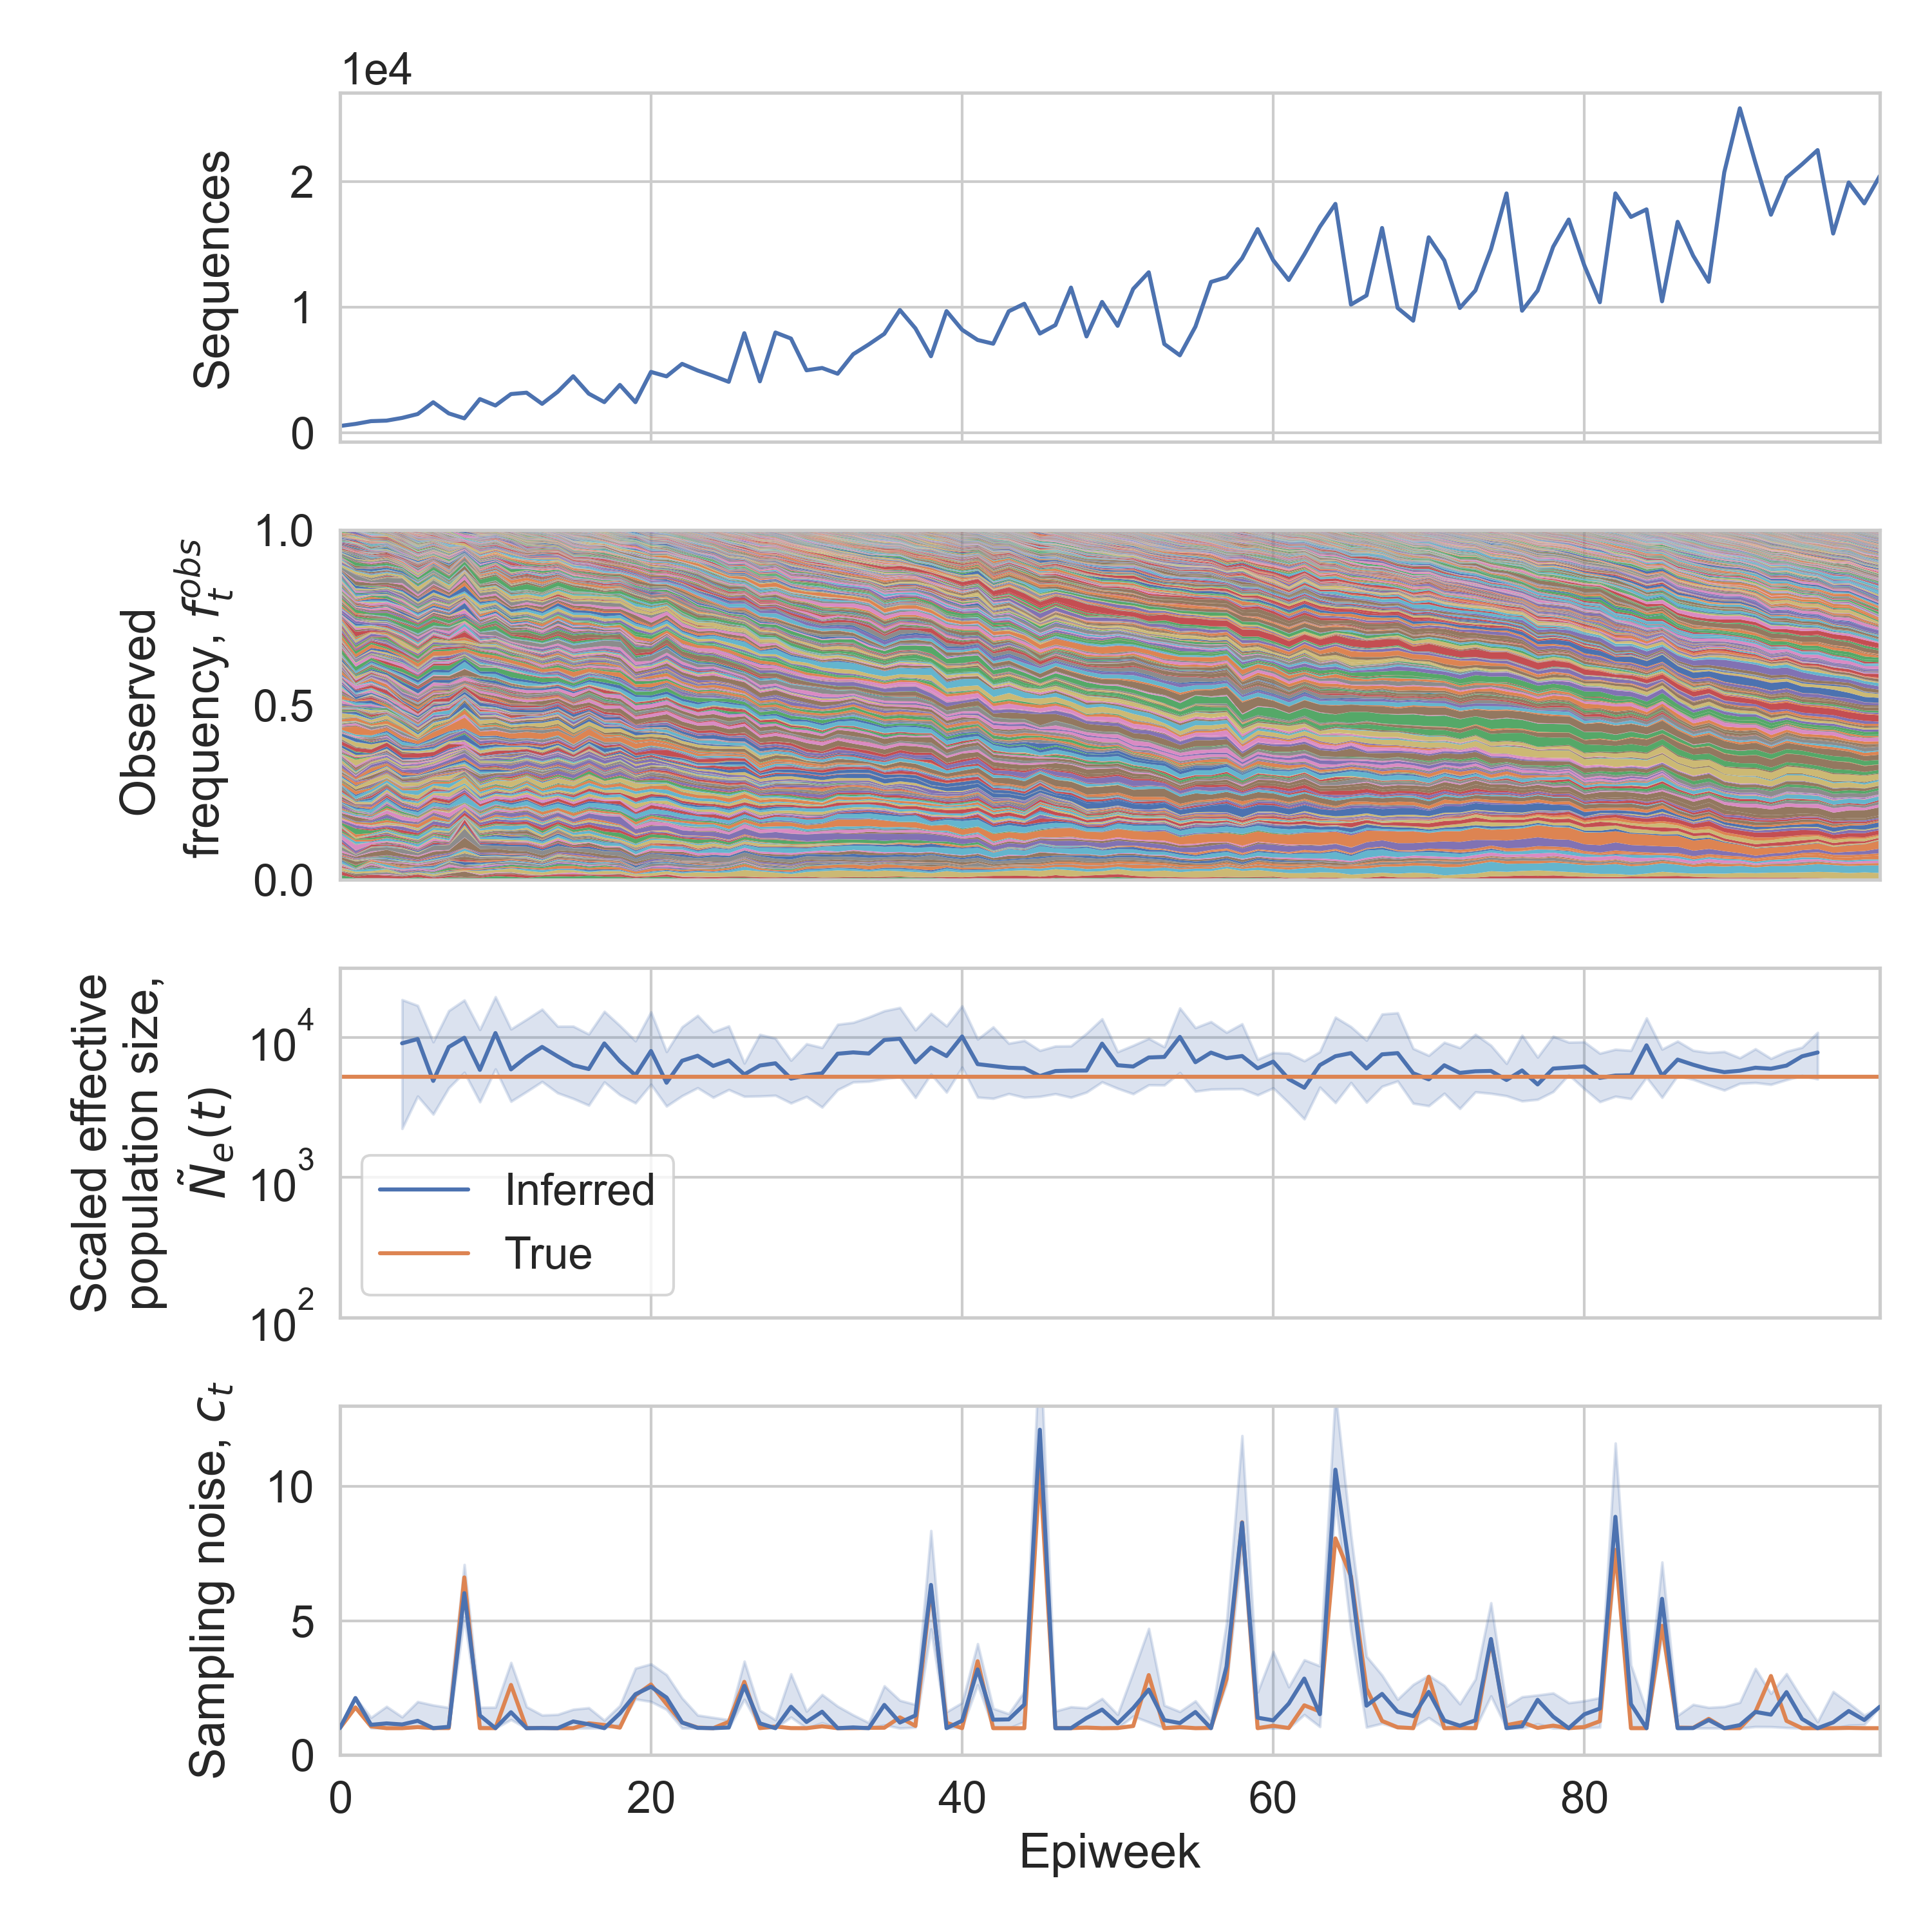 1e4
Sequences
2
1
0
Observed
frequency, f_t^{obs}
1.0
0.5
0.0
Scaled effective
population size,
Ñ_e(t)
10^4
10^3
10^2
Inferred
True
Sampling noise, c_t
10
5
0
0 20 40 60 80
Epiweek